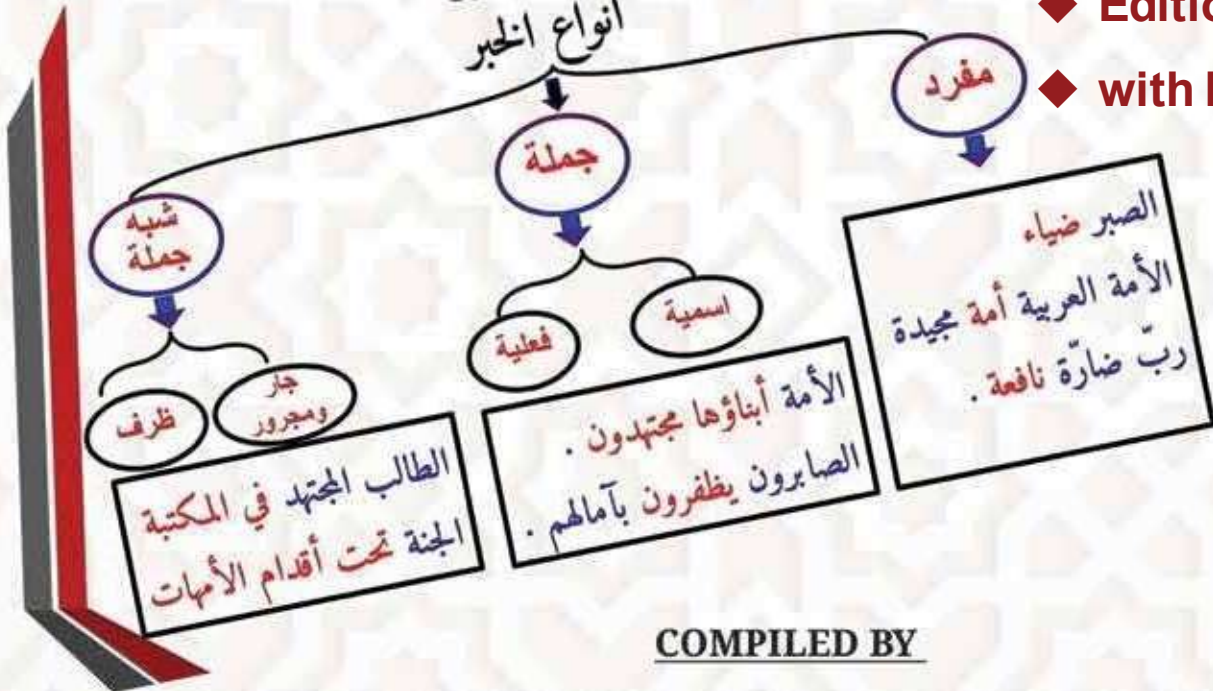 Editio
with
أنواع الخبر
مفرد
جملة
شبه
جملة
اسمية
فعلية
جار
ومجرور
ظرف
الصبر ضياء
الأمة العربية أمة مجيدة
ربّ ضارّة نافعة .
الأمة أبناؤها مجتهدون .
الصابرون يظفرون بآمالهم .
الطالب المجتهد في المكتبة
الجنة تحت أقدام الأمهات
COMPILED BY